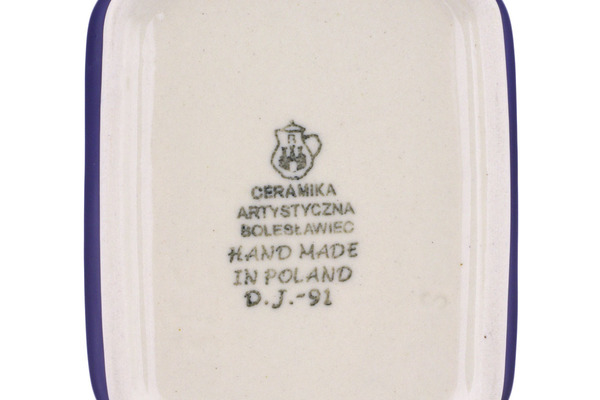 CERAMIKA
ARTYSTYCZNA
BOLESŁAWIEC
HAND MADE
IN POLAND
D.J.-91